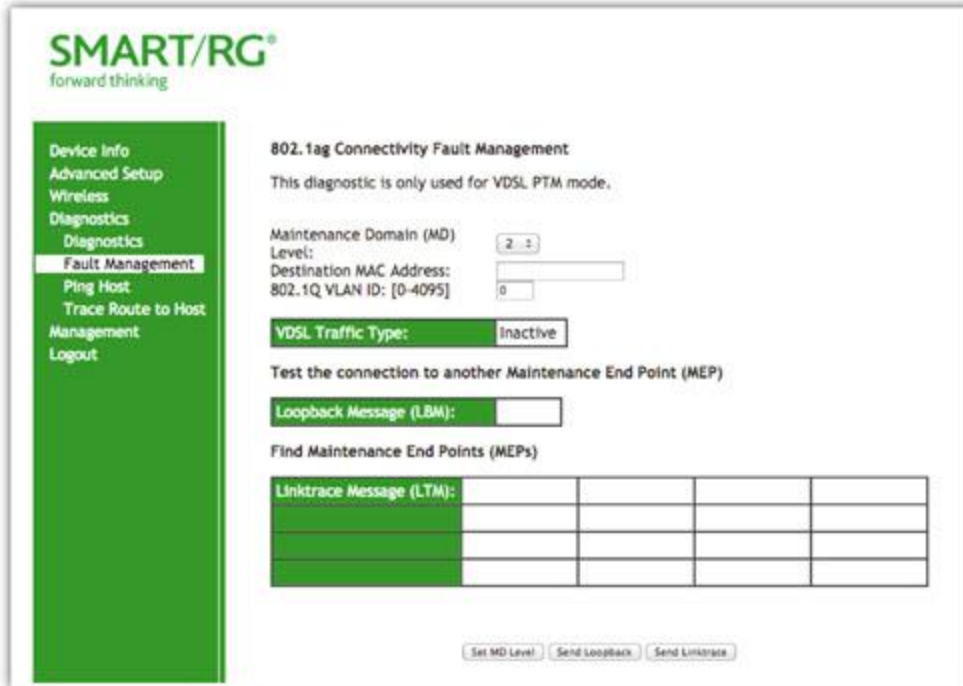 SMART/RG®
forward thinking
Device Info
Advanced Setup
Wireless
Diagnostics
Diagnostics
Fault Management
Ping Host
Trace Route to Host
Management
Logout
802.1ag Connectivity Fault Management
This diagnostic is only used for VDSL PTM mode.
Maintenance Domain (MD)
Level:
2
Destination MAC Address:
802.1Q VLAN ID: [0-4095]
0
VDSL Traffic Type:
Inactive
Test the connection to another Maintenance End Point (MEP)
Loopback Message (LBM):
Find Maintenance End Points (MEPs)
Linktrace Message (LTM):
Set MD Level
Send Loopback
Send Linktrace